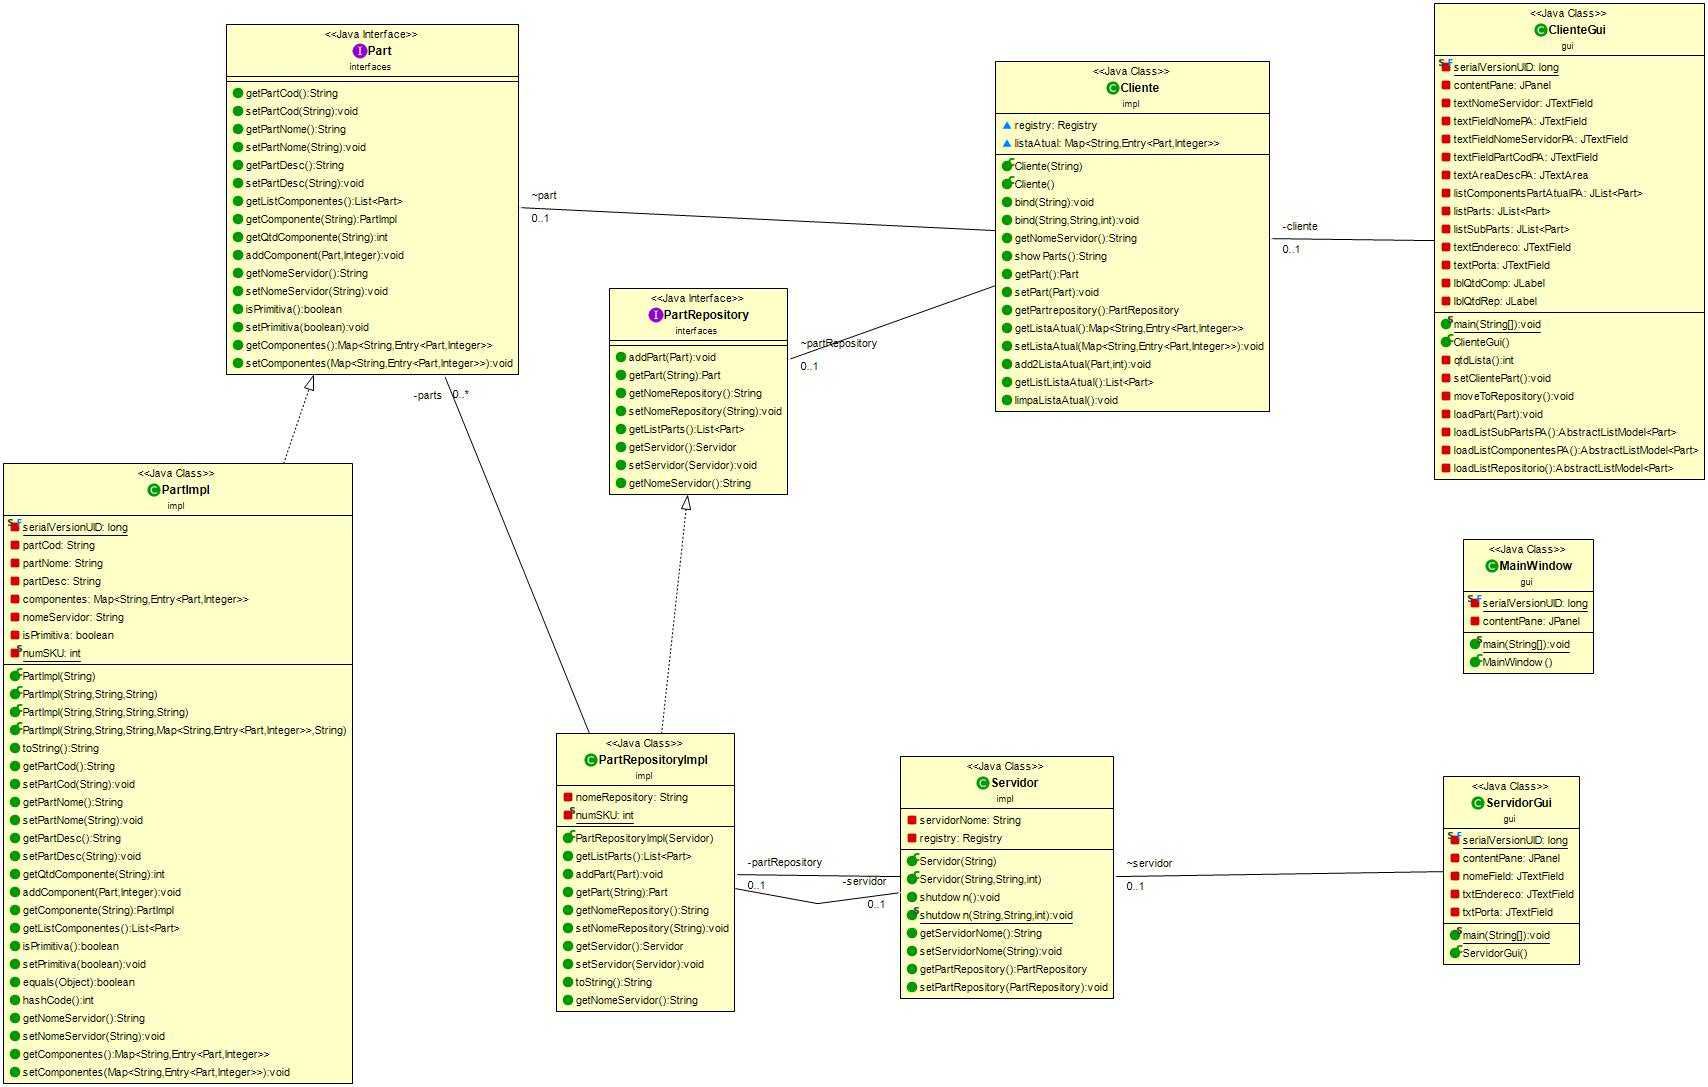 <<Java Interface>>
Part
interfaces
getPartCod():String
setPartCod(String):void
getPartNome():String
setPartNome(String):void
getPartDesc():String
setPartDesc(String):void
getListComponentes():List<Part>
getComponente(String):PartImpl
getQtdComponente(String):int
addComponent(Part,Integer):void
getNomeServidor():String
setNomeServidor(String):void
isPrimitiva():boolean
setPrimitiva(boolean):void
getComponentes():Map<String,Entry<Part,Integer>>
setComponentes(Map<String,Entry<Part,Integer>>):void
~part
0..1
-parts
0..*
<<Java Class>>
Cliente
impl
registry: Registry
listaAtual: Map<String,Entry<Part,Integer>>
Cliente(String)
Cliente()
bind(String):void
bind(String,String,int):void
getNomeServidor():String
showParts():String
getPart():Part
setPart(Part):void
getPartrepository():PartRepository
getListaAtual():Map<String,Entry<Part,Integer>>
setListaAtual(Map<String,Entry<Part,Integer>>):void
add2ListaAtual(Part,int):void
getListListaAtual():List<Part>
limpaListaAtual():void
-cliente
0..1
<<Java Class>>
ClienteGui
gui
serialVersionUID: long
contentPane: JPanel
textNomeServidor: JTextField
textFieldNomePA: JTextField
textFieldNomeServidorPA: JTextField
textFieldPartCodPA: JTextField
textAreaDescPA: JTextArea
listComponentsPartAtualPA: JList<Part>
listParts: JList<Part>
listSubParts: JList<Part>
textEndereco: JTextField
textPorta: JTextField
lblQtdComp: JLabel
lblQtdRep: JLabel
main(String[]):void
ClienteGui()
qtdLista():int
setClientePart():void
moveToRepository():void
loadPart(Part):void
loadListSubPartsPA():AbstractListModel<Part>
loadListComponentesPA():AbstractListModel<Part>
loadListRepositorio():AbstractListModel<Part>
<<Java Interface>>
PartRepository
interfaces
addPart(Part):void
getPart(String):Part
getNomeRepository():String
setNomeRepository(String):void
getListParts():List<Part>
getServidor():Servidor
setServidor(Servidor):void
getNomeServidor():String
~partRepository
0..1
<<Java Class>>
PartImpl
impl
serialVersionUID: long
partCod: String
partNome: String
partDesc: String
componentes: Map<String,Entry<Part,Integer>>
nomeServidor: String
isPrimitiva: boolean
numSKU: int
PartImpl(String)
PartImpl(String,String,String)
PartImpl(String,String,String,String)
PartImpl(String,String,String,Map<String,Entry<Part,Integer>>,String)
toString():String
getPartCod():String
setPartCod(String):void
getPartNome():String
setPartNome(String):void
getPartDesc():String
setPartDesc(String):void
getQtdComponente(String):int
addComponent(Part,Integer):void
getComponente(String):PartImpl
getListComponentes():List<Part>
isPrimitiva():boolean
setPrimitiva(boolean):void
equals(Object):boolean
hashCode():int
getNomeServidor():String
setNomeServidor(String):void
getComponentes():Map<String,Entry<Part,Integer>>
setComponentes(Map<String,Entry<Part,Integer>>):void
<<Java Class>>
MainWindow
gui
serialVersionUID: long
contentPane: JPanel
main(String[]):void
MainWindow()
<<Java Class>>
PartRepositoryImpl
impl
nomeRepository: String
numSKU: int
PartRepositoryImpl(Servidor)
getListParts():List<Part>
addPart(Part):void
getPart(String):Part
getNomeRepository():String
setNomeRepository(String):void
getServidor():Servidor
setServidor(Servidor):void
toString():String
getNomeServidor():String
-partRepository
0..1
-servidor
0..1
<<Java Class>>
Servidor
impl
servidorNome: String
registry: Registry
Servidor(String)
Servidor(String,String,int)
shutdown():void
shutdown(String,String,int):void
getServidorNome():String
setServidorNome(String):void
getPartRepository():PartRepository
setPartRepository(PartRepository):void
~servidor
0..1
<<Java Class>>
ServidorGui
gui
serialVersionUID: long
contentPane: JPanel
nomeField: JTextField
txtEndereco: JTextField
txtPorta: JTextField
main(String[]):void
ServidorGui()